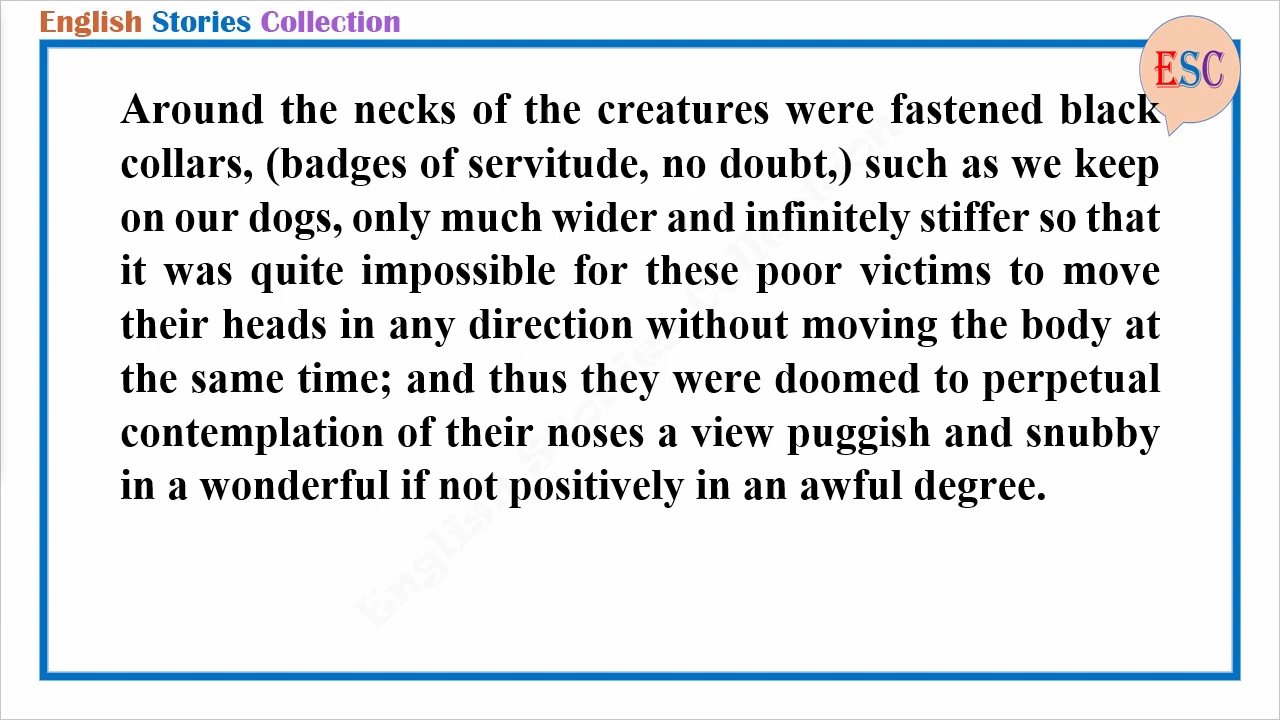 English Stories Collection
ESC
Around the necks of the creatures were fastened black
collars, (badges of servitude, no doubt,) such as we keep
on our dogs, only much wider and infinitely stiffer so that
it was quite impossible for these poor victims to move
their heads in any direction without moving the body at
the same time; and thus they were doomed to perpetual
contemplation of their noses a view puggish and snubby
in a wonderful if not positively in an awful degree.
English Stories Collection